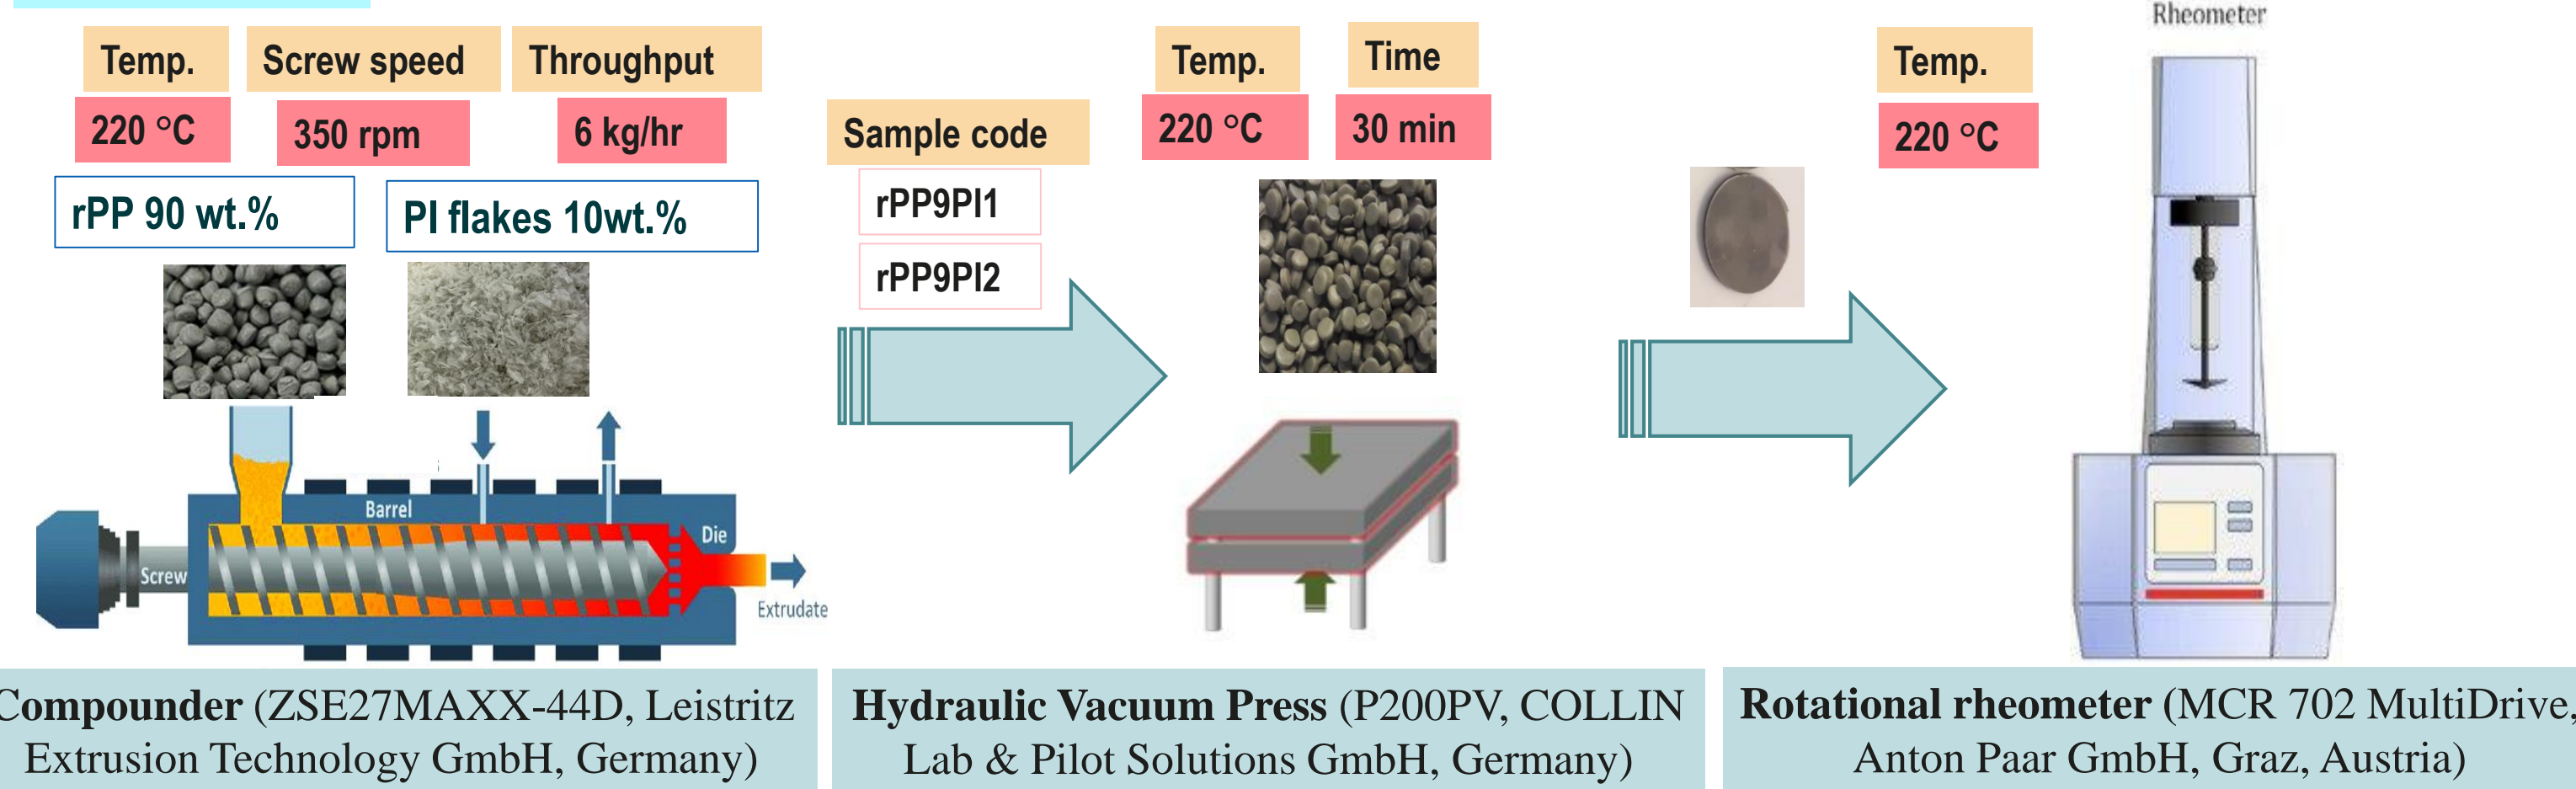 Temp.
Screw speed
Throughput
220 °C
350 rpm
6 kg/hr
rPP 90 wt.%
PI flakes 10wt.%
Barrel
Screw
Die
Extrudate
Compounder (ZSE27MAXX-44D, Leistritz
Extrusion Technology GmbH, Germany)
Sample code
rPP9PI1
rPP9PI2
Temp.
Time
220 °C
30 min
Hydraulic Vacuum Press (P200PV, COLLIN
Lab & Pilot Solutions GmbH, Germany)
Rheometer
Temp.
220 °C
Rotational rheometer (MCR 702 MultiDrive,
Anton Paar GmbH, Graz, Austria)